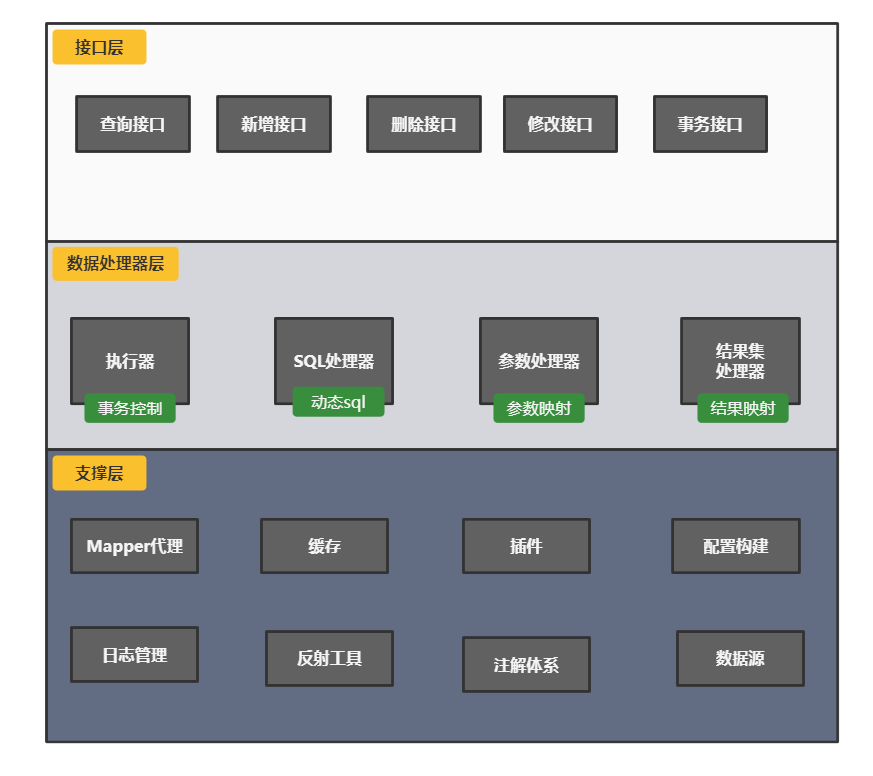 接口层
查询接口
新增接口
删除接口
修改接口
事务接口
数据处理器层
执行器
事务控制
SQL处理器
动态sql
参数处理器
参数映射
结果集
处理器
结果映射
支撑层
Mapper代理
缓存
插件
配置构建
日志管理
反射工具
注解体系
数据源